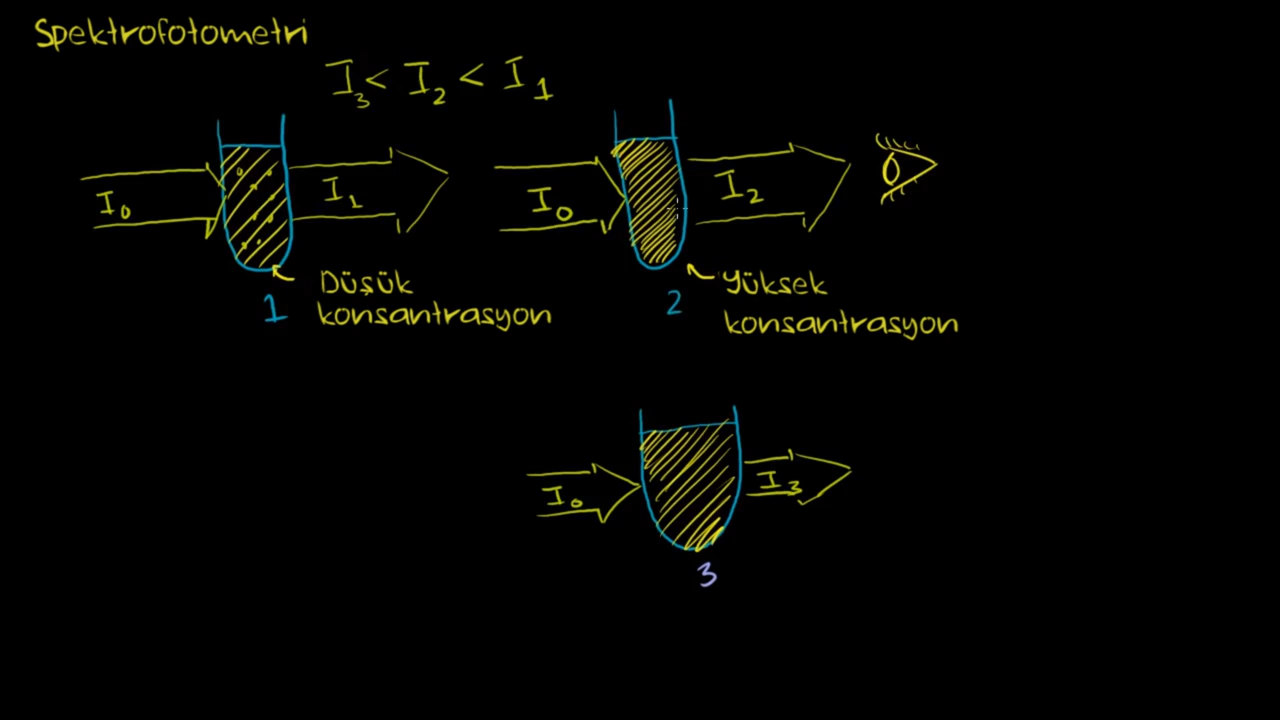 Spektrofotometri
I₃ < I₂ < I₁
I₀
I₁
I₀
I₂
Düşük
konsantrasyon
1
Yüksek
konsantrasyon
2
I₀
I₃
3